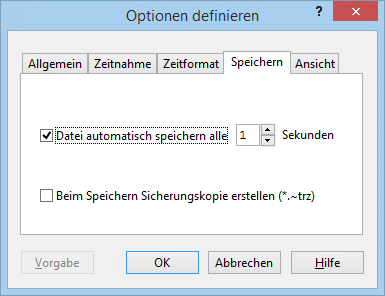 Optionen definieren
?
Allgemein Zeitnahme Zeitformat Speichern Ansicht
Datei automatisch speichern alle 1 Sekunden
Beim Speichern Sicherungskopie erstellen (*.~trz)
Vorgabe OK Abbrechen Hilfe